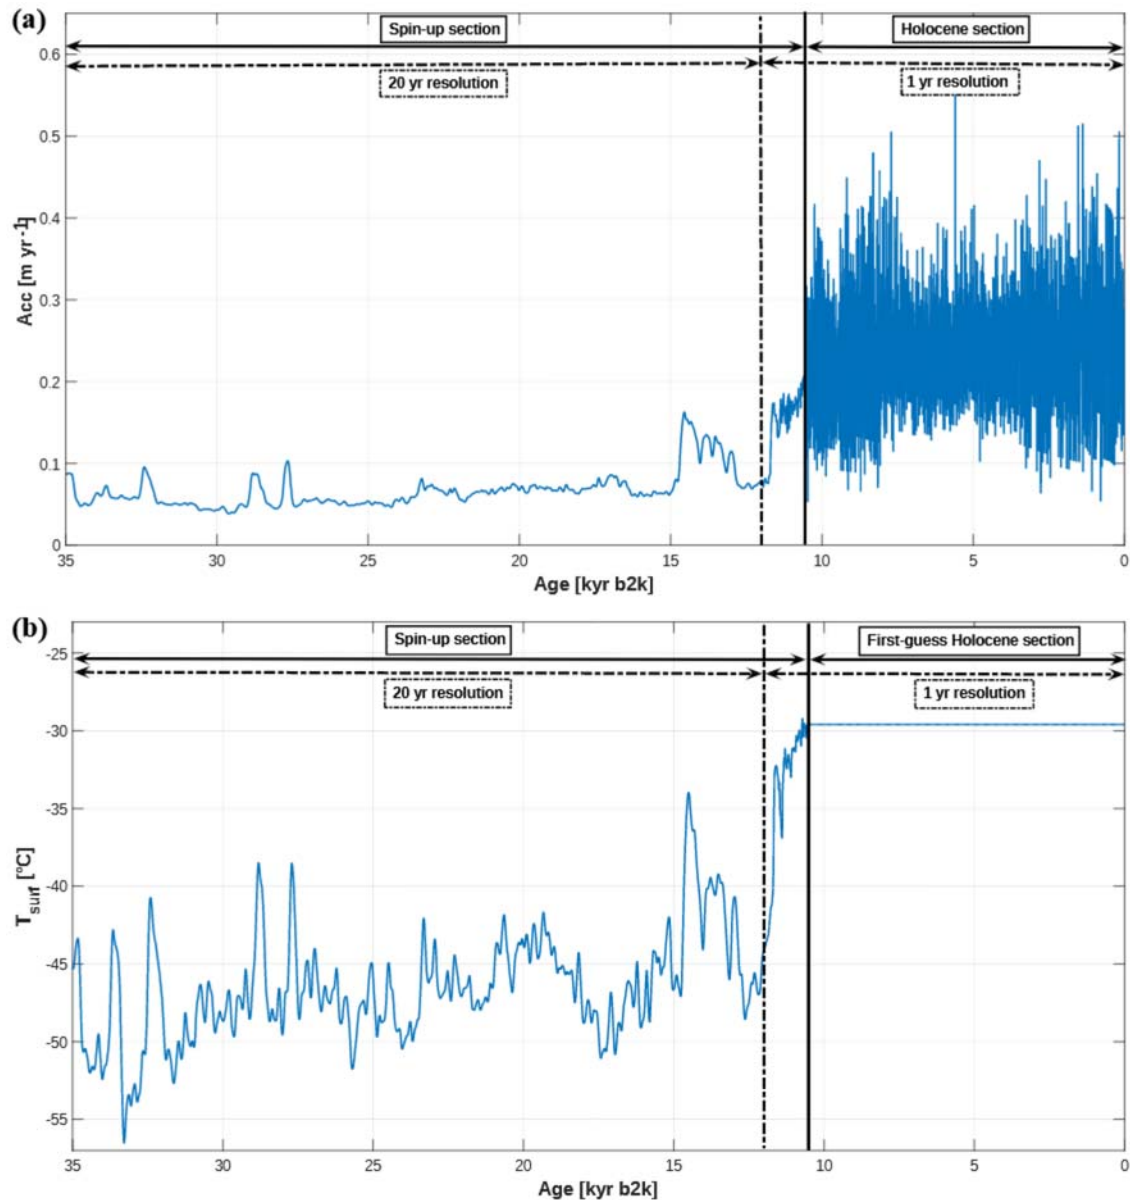 (a)
Spin-up section
Holocene section
20 yr resolution
1 yr resolution
0.6
0.5
0.4
0.3
0.2
0.1
0
Acc [m yr-1]
35
30
25
20
15
10
5
0
Age [kyr b2k]
(b)
Spin-up section
First-guess Holocene section
20 yr resolution
1 yr resolution
-25
-30
-35
-40
-45
-50
-55
Tsurf [°C]
35
30
25
20
15
10
5
0
Age [kyr b2k]